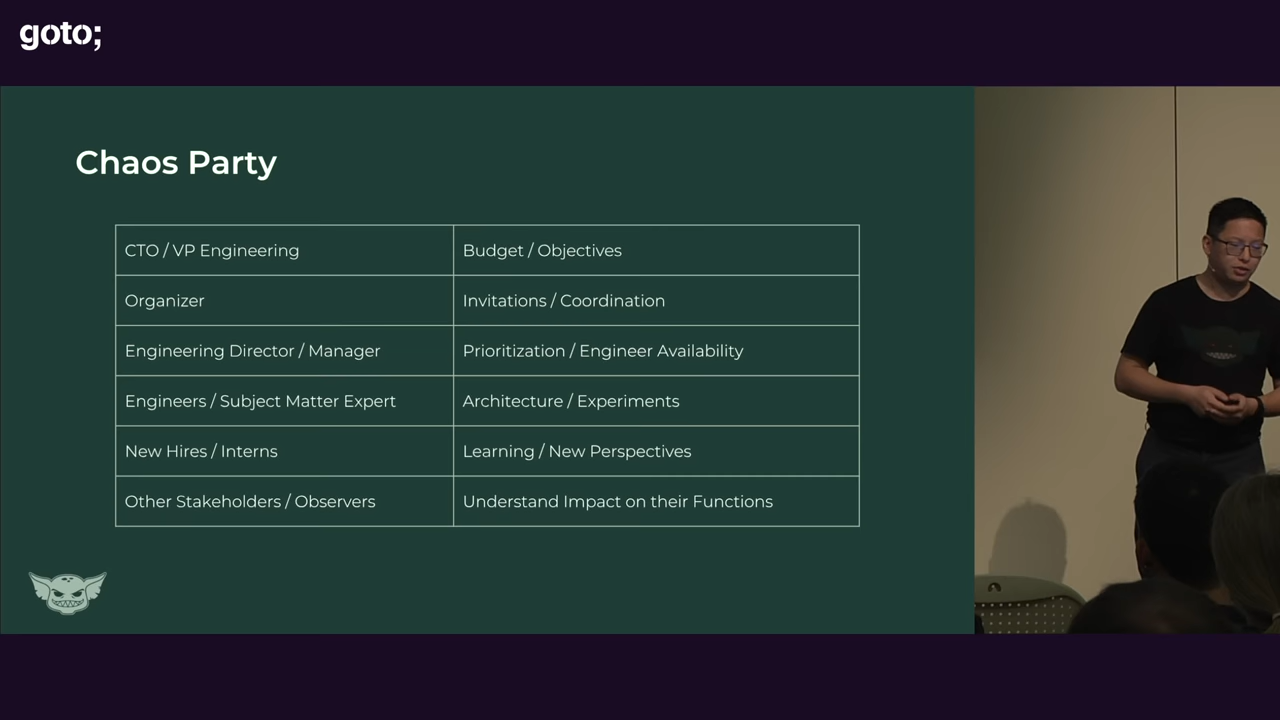 goto;
Chaos Party
CTO / VP Engineering
Budget / Objectives
Organizer
Invitations / Coordination
Engineering Director / Manager
Prioritization / Engineer Availability
Engineers / Subject Matter Expert
Architecture / Experiments
New Hires / Interns
Learning / New Perspectives
Other Stakeholders / Observers
Understand Impact on their Functions